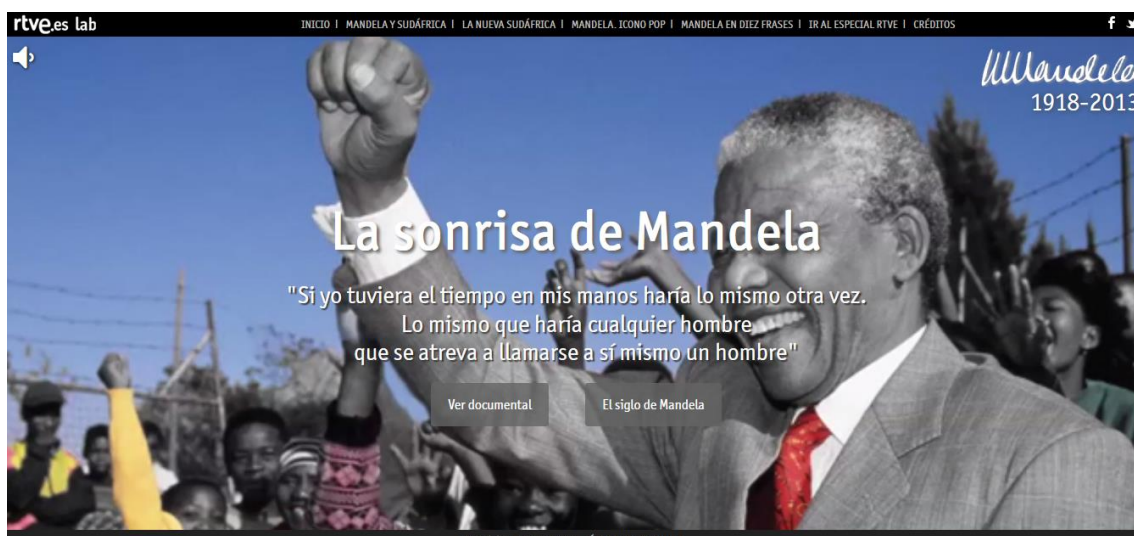 rtve.es lab
INICIO | MANDELA Y SUDÁFRICA | LA NUEVA SUDÁFRICA | MANDELA. ICONO POP | MANDELA EN DIEZ FRASES | IR AL ESPECIAL RTVE | CRÉDITOS
Mandela
1918-2013
La sonrisa de Mandela
"Si yo tuviera el tiempo en mis manos haría lo mismo otra vez.
Lo mismo que haría cualquier hombre
que se atreva a llamarse a sí mismo un hombre"
Ver documental
El siglo de Mandela